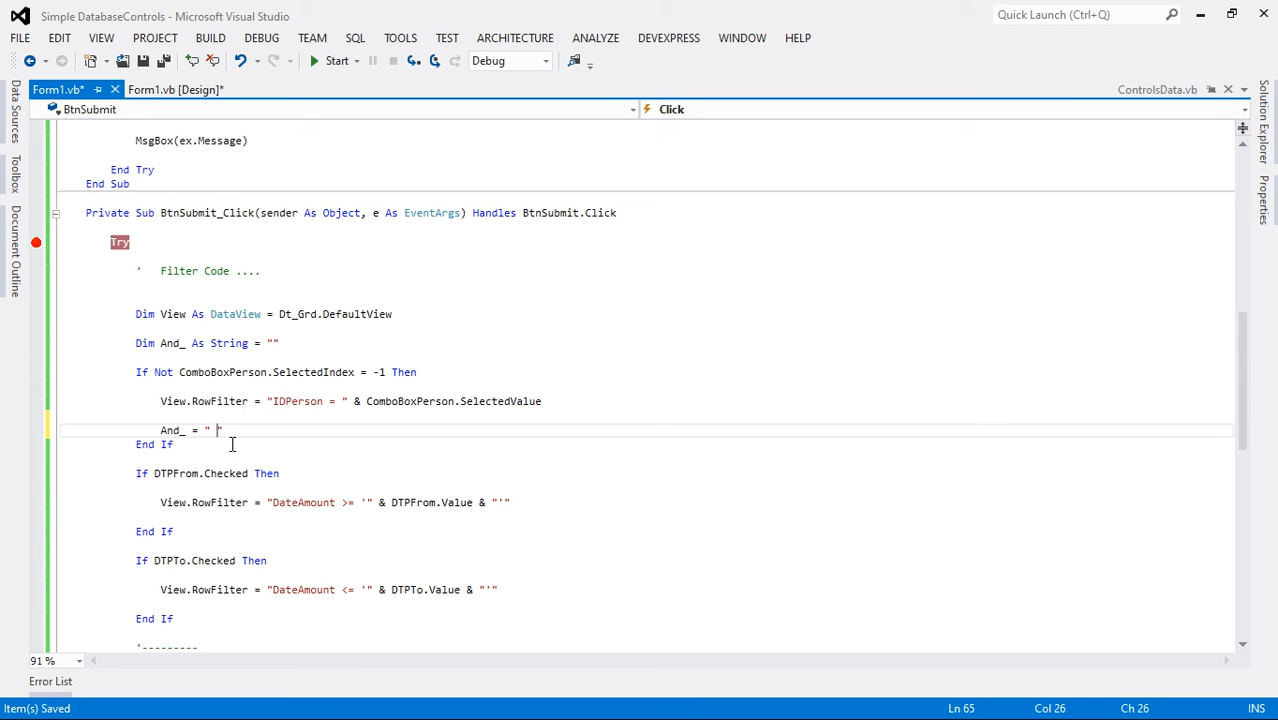 Simple DatabaseControls - Microsoft Visual Studio
Quick Launch (Ctrl+Q)
FILE EDIT VIEW PROJECT BUILD DEBUG TEAM SQL TOOLS TEST ARCHITECTURE ANALYZE DEVEXPRESS WINDOW HELP
Start Debug
Form1.vb* Form1.vb [Design]* ControlsData.vb
BtnSubmit Click
Data Sources
Toolbox
Document Outline
Solution Explorer
Properties
MsgBox(ex.Message)
End Try
End Sub
Private Sub BtnSubmit_Click(sender As Object, e As EventArgs) Handles BtnSubmit.Click
Try
' Filter Code ....
Dim View As DataView = Dt_Grd.DefaultView
Dim And_ As String = ""
If Not ComboBoxPerson.SelectedIndex = -1 Then
View.RowFilter = "IDPerson = " & ComboBoxPerson.SelectedValue
And_ = " "
End If
If DTPFrom.Checked Then
View.RowFilter = "DateAmount >= '" & DTPFrom.Value & "'"
End If
If DTPTo.Checked Then
View.RowFilter = "DateAmount <= '" & DTPTo.Value & "'"
End If
'---------
91 %
Error List
Item(s) Saved Ln 65 Col 26 Ch 26 INS